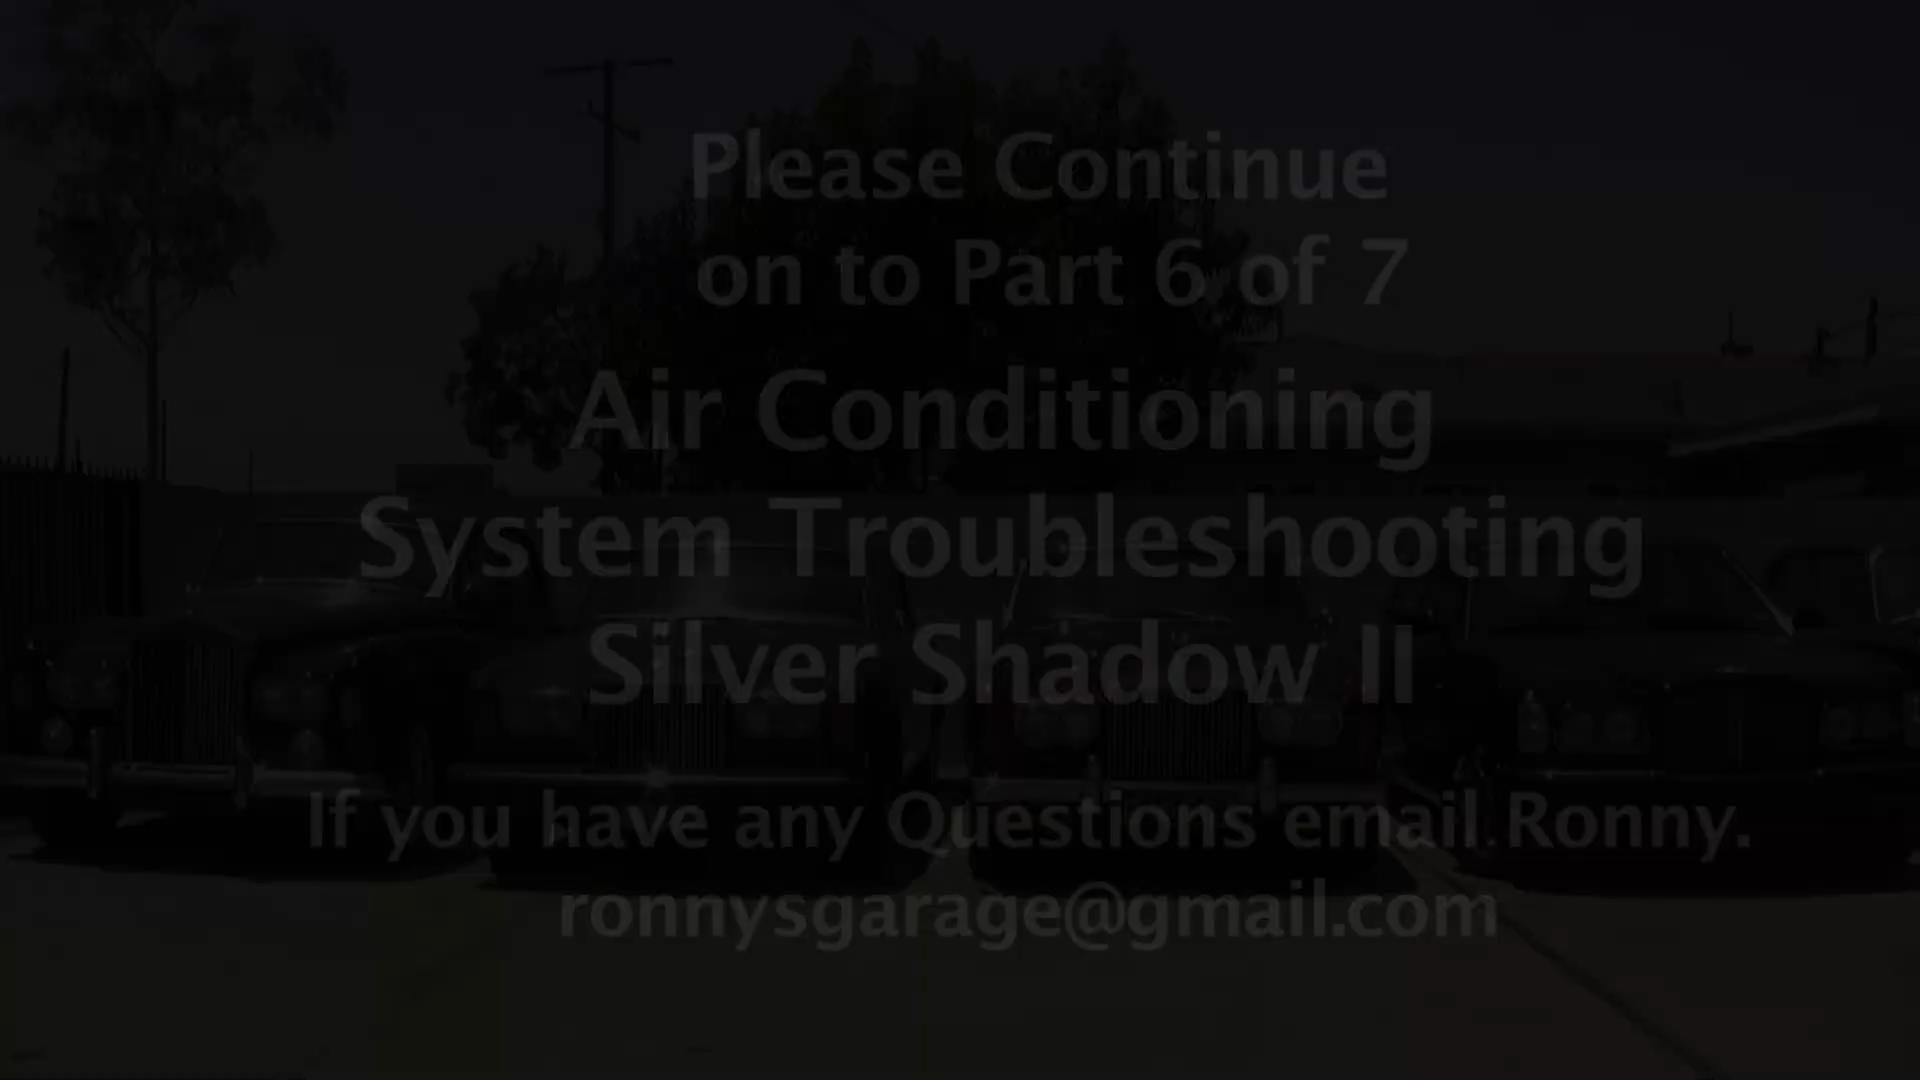 Please Continue
on to Part 6 of 7
Air Conditioning
System Troubleshooting
Silver Shadow II
If you have any Questions email Ronny.
ronnysgarage@gmail.com